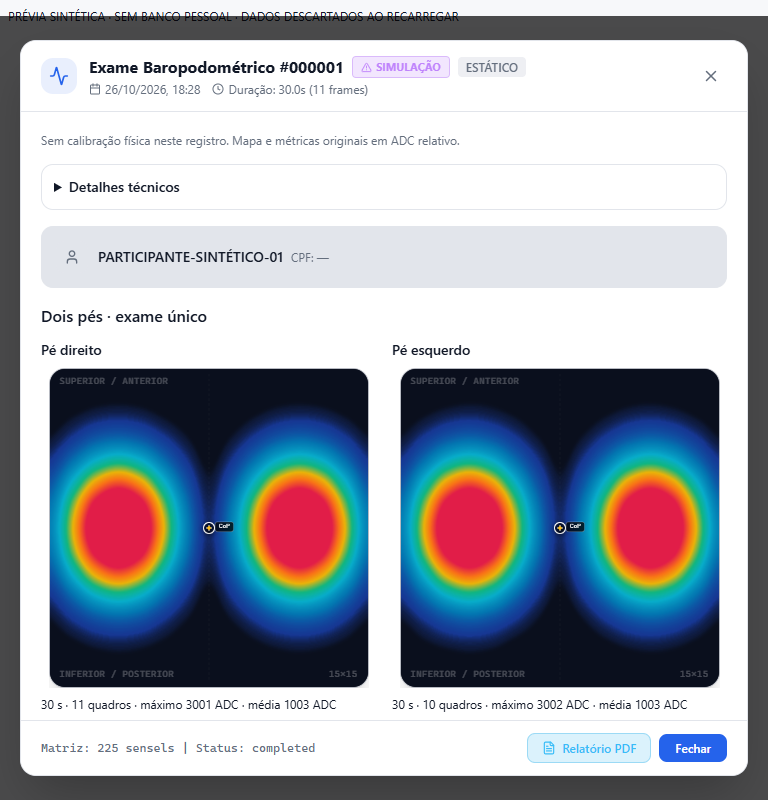 PRÉVIA SINTÉTICA · SEM BANCO PESSOAL · DADOS DESCARTADOS AO RECARREGAR
Exame Baropodométrico #000001
SIMULAÇÃO
ESTÁTICO
26/10/2026, 18:28
Duração: 30.0s (11 frames)
Sem calibração física neste registro. Mapa e métricas originais em ADC relativo.
Detalhes técnicos
PARTICIPANTE-SINTÉTICO-01 CPF: —
Dois pés · exame único
Pé direito
SUPERIOR / ANTERIOR
CoP
INFERIOR / POSTERIOR
15×15
30 s · 11 quadros · máximo 3001 ADC · média 1003 ADC
Pé esquerdo
SUPERIOR / ANTERIOR
CoP
INFERIOR / POSTERIOR
15×15
30 s · 10 quadros · máximo 3002 ADC · média 1003 ADC
Matriz: 225 sensels | Status: completed
Relatório PDF
Fechar